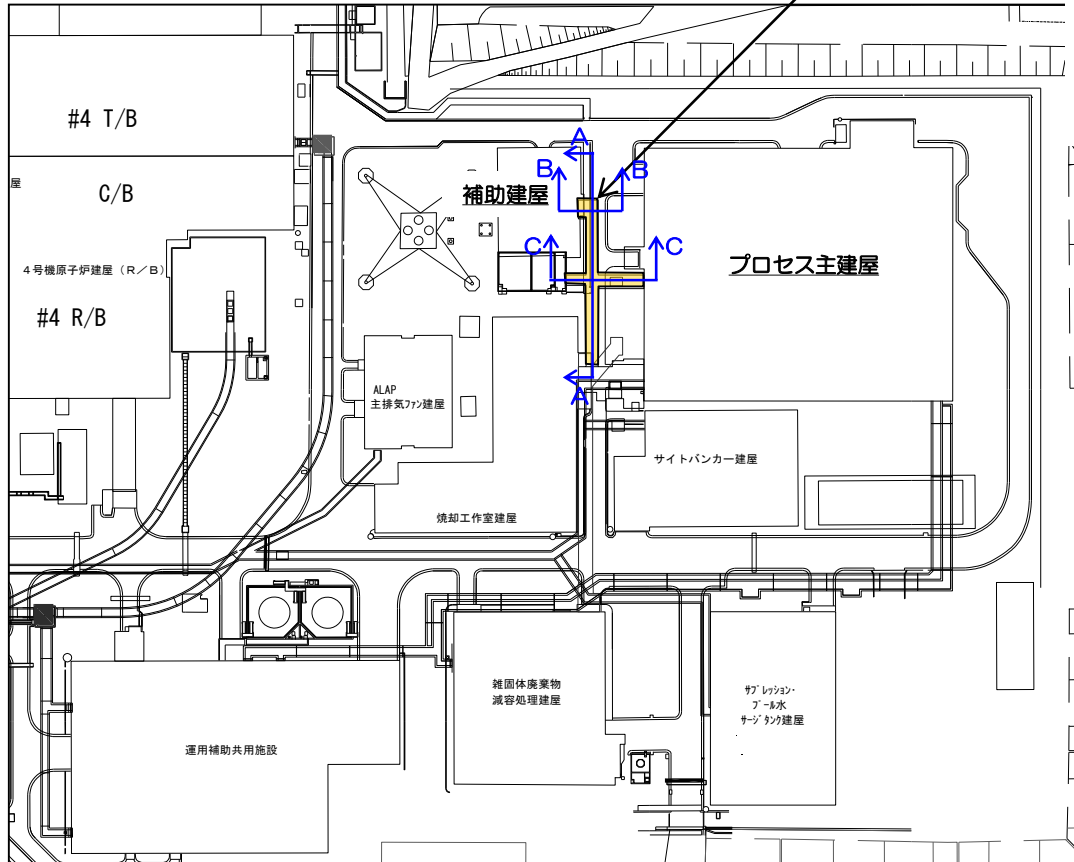 #4 T/B
A
屋
C/B
B
B
補助建屋
C
C
4号機原子炉建屋（R/B）
プロセス主建屋
#4 R/B
ALAP
主排気ファン建屋
A
サイトバンカー建屋
焼却工作室建屋
雑固体廃棄物
減容処理建屋
サプレッション・
プール水
サージタンク建屋
運用補助共用施設